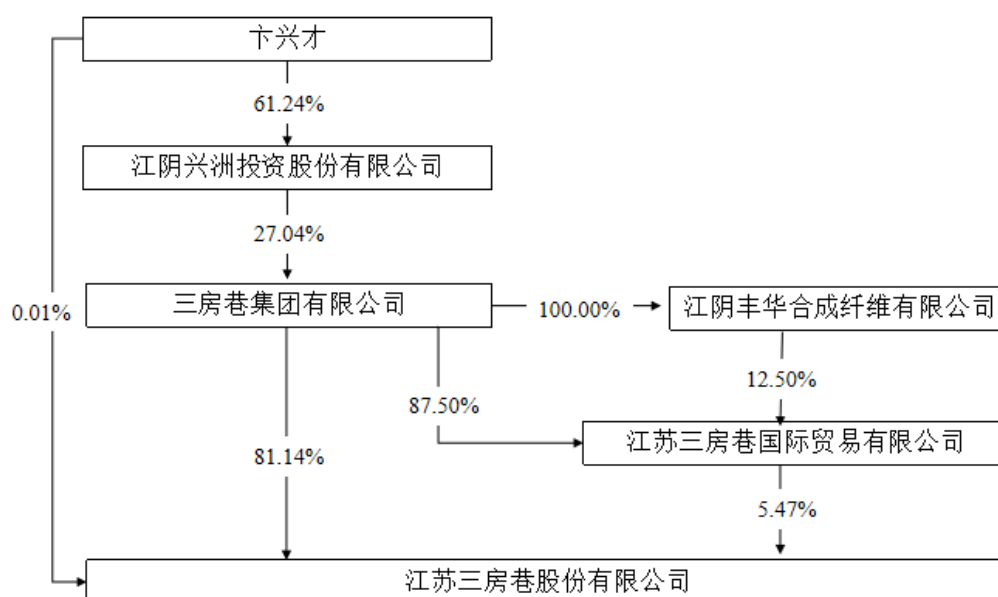 卞兴才
61.24%
江阴兴洲投资股份有限公司
27.04%
0.01%
三房巷集团有限公司
100.00%
江阴丰华合成纤维有限公司
12.50%
87.50%
江苏三房巷国际贸易有限公司
81.14%
5.47%
江苏三房巷股份有限公司